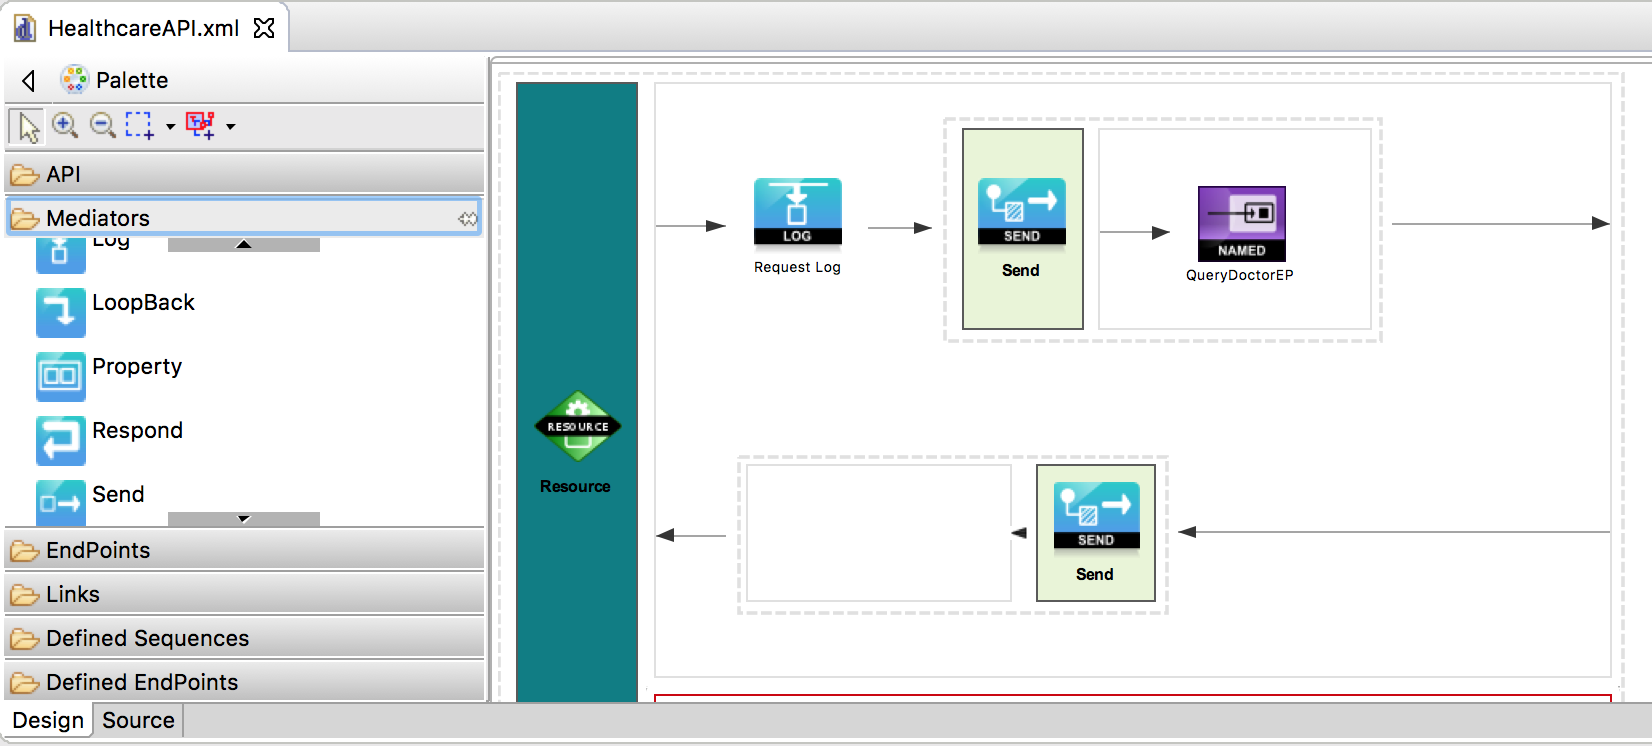 HealthcareAPI.xml
Palette
API
Mediators
Log
LoopBack
Property
Respond
Send
EndPoints
Links
Defined Sequences
Defined EndPoints
Design
Source
RESOURCE
Resource
LOG
Request Log
SEND
Send
NAMED
QueryDoctorEP
SEND
Send